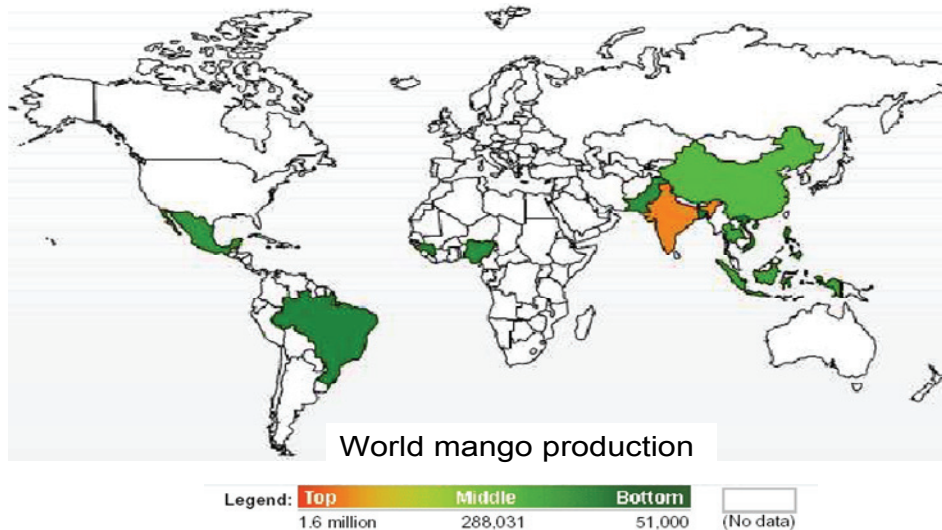 World mango production
Legend: Top Middle Bottom
1.6 million 288,031 51,000 (No data)